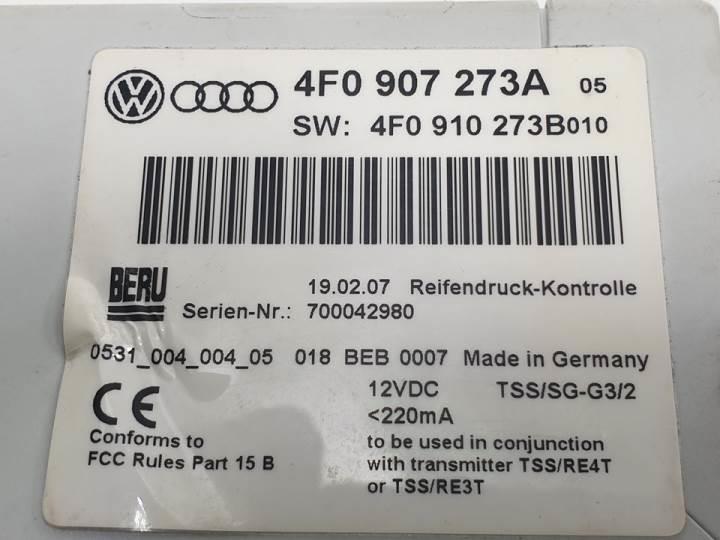 4F0 907 273A 05
SW: 4F0 910 273B010
BERU
19.02.07 Reifendruck-Kontrolle
Serien-Nr.: 700042980
0531_004_004_05 018 BEB 0007 Made in Germany
CE 12VDC TSS/SG-G3/2
<220mA
Conforms to to be used in conjunction
FCC Rules Part 15 B with transmitter TSS/RE4T
or TSS/RE3T